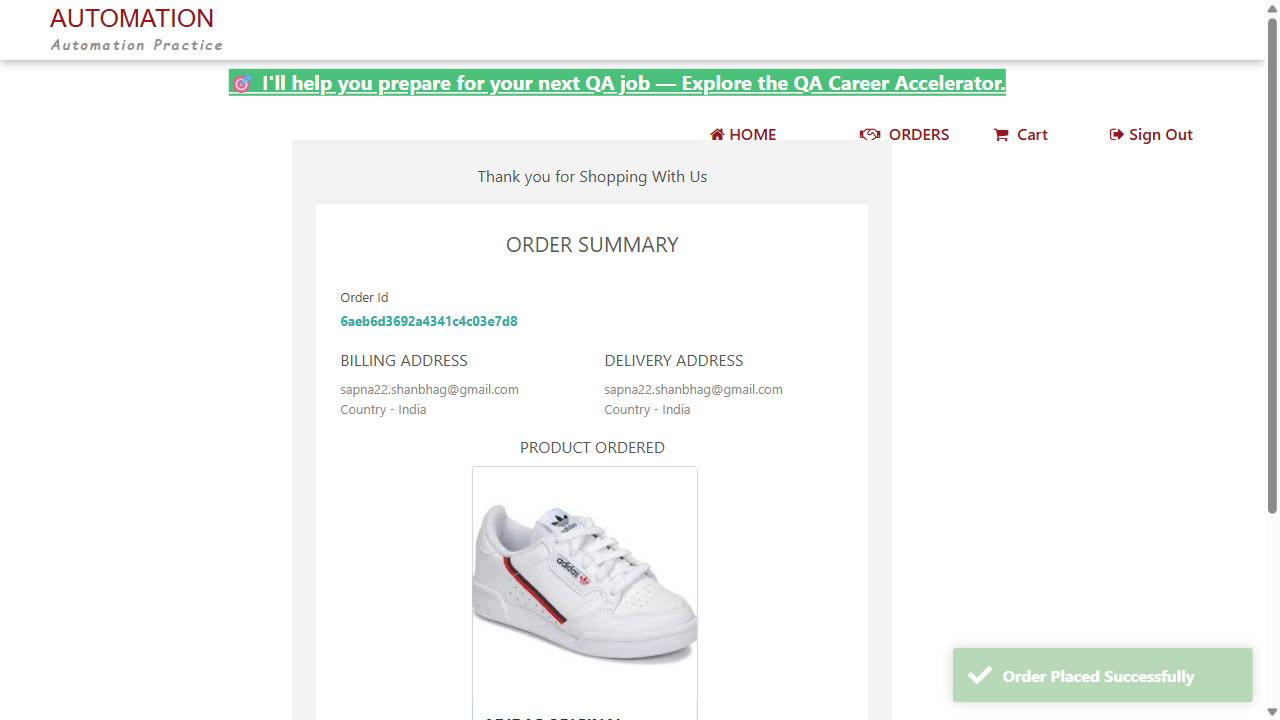 AUTOMATION
Automation Practice
🎯 I'll help you prepare for your next QA job — Explore the QA Career Accelerator.
HOME ORDERS Cart Sign Out
Thank you for Shopping With Us
ORDER SUMMARY
Order Id
6aeb6d3692a4341c4c03e7d8
BILLING ADDRESS
sapna22.shanbhag@gmail.com
Country - India
DELIVERY ADDRESS
sapna22.shanbhag@gmail.com
Country - India
PRODUCT ORDERED
adidas
Order Placed Successfully